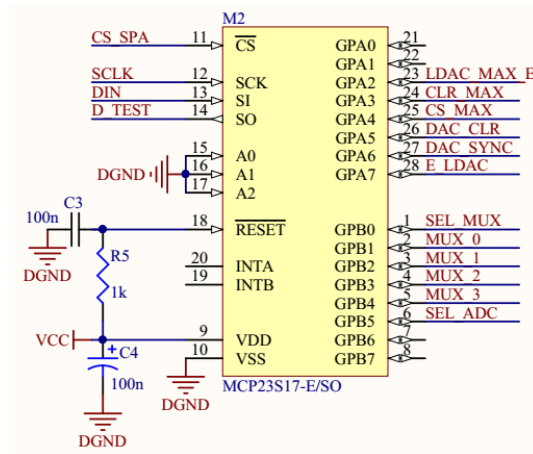 M2
CS_SPA 11 CS GPA0 21
GPA1 22
SCLK 12 SCK GPA2 23 LDAC_MAX_E
DIN 13 SI GPA3 24 CLR_MAX
D_TEST 14 SO GPA4 25 CS_MAX
GPA5 26 DAC_CLR
15 A0 GPA6 27 DAC_SYNC
DGND 16 A1 GPA7 28 E_LDAC
17 A2
C3
100n 18 RESET GPB0 1 SEL_MUX
GPB1 2 MUX_0
DGND R5 20 INTA GPB2 3 MUX_1
19 INTB GPB3 4 MUX_2
1k GPB4 5 MUX_3
GPB5 6 SEL_ADC
VCC 9 VDD GPB6 7
+ C4 10 VSS GPB7 8
100n DGND MCP23S17-E/SO
DGND